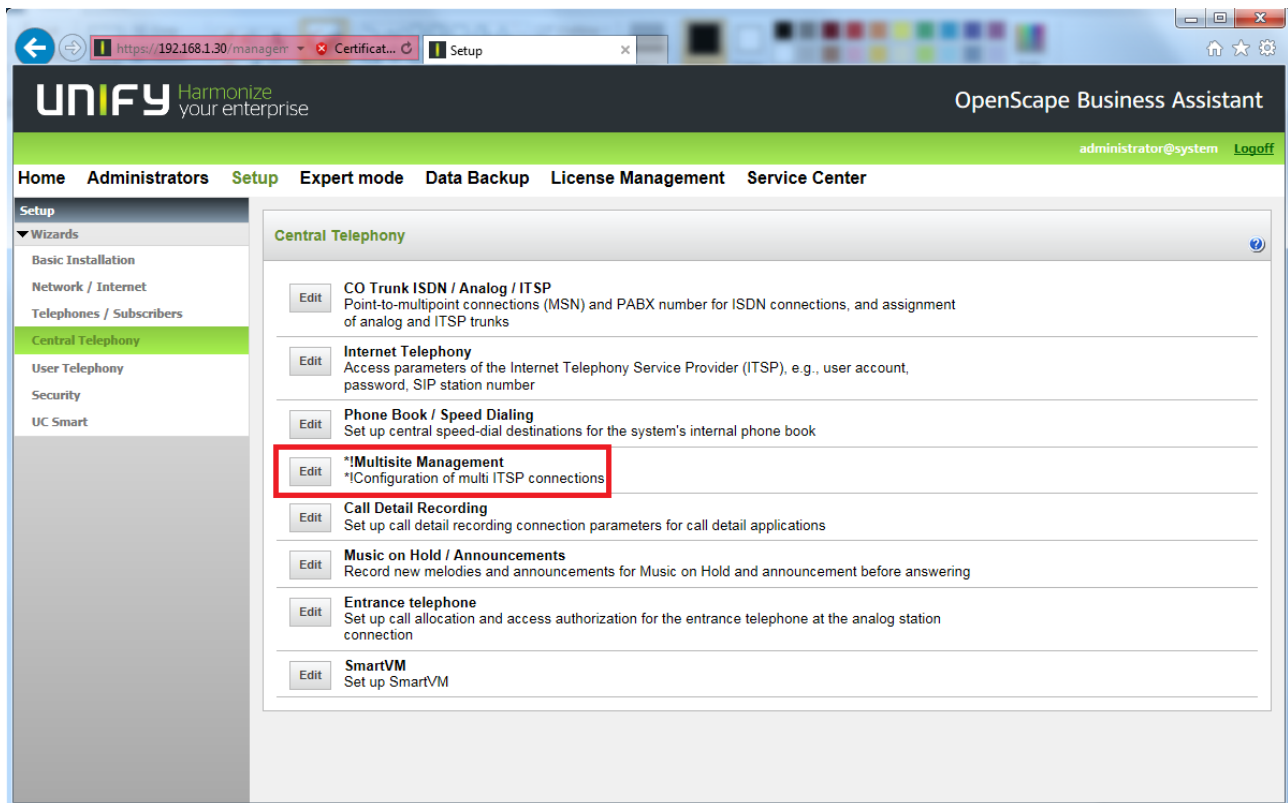 https://192.168.1.30/managem
Certificat...
Setup
UNIFY Harmonize your enterprise
OpenScape Business Assistant
administrator@system Logoff
Home Administrators Setup Expert mode Data Backup License Management Service Center
Setup
Wizards
Basic Installation
Network / Internet
Telephones / Subscribers
Central Telephony
User Telephony
Security
UC Smart
Central Telephony
Edit
CO Trunk ISDN / Analog / ITSP
Point-to-multipoint connections (MSN) and PABX number for ISDN connections, and assignment
of analog and ITSP trunks
Edit
Internet Telephony
Access parameters of the Internet Telephony Service Provider (ITSP), e.g., user account,
password, SIP station number
Edit
Phone Book / Speed Dialing
Set up central speed-dial destinations for the system's internal phone book
Edit
*!Multisite Management
*!Configuration of multi ITSP connections
Edit
Call Detail Recording
Set up call detail recording connection parameters for call detail applications
Edit
Music on Hold / Announcements
Record new melodies and announcements for Music on Hold and announcement before answering
Edit
Entrance telephone
Set up call allocation and access authorization for the entrance telephone at the analog station
connection
Edit
SmartVM
Set up SmartVM